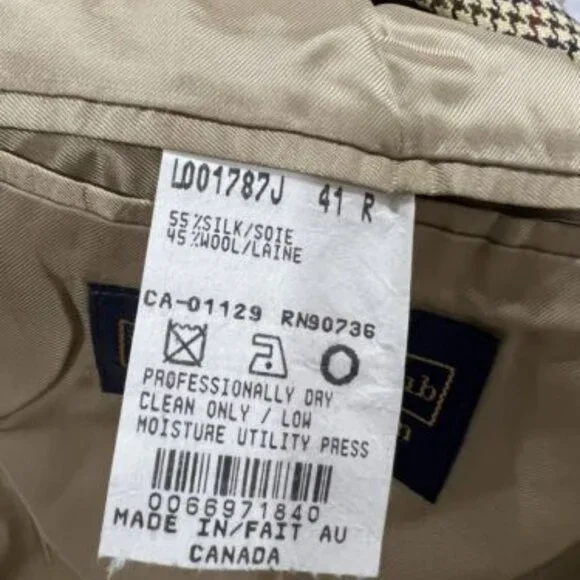 LD01787J 41 R
55%SILK/SOIE
45%WOOL/LAINE
CA-01129 RN90736
PROFESSIONALLY DRY
CLEAN ONLY / LOW
MOISTURE UTILITY PRESS
0066971840
MADE IN/FAIT AU
CANADA